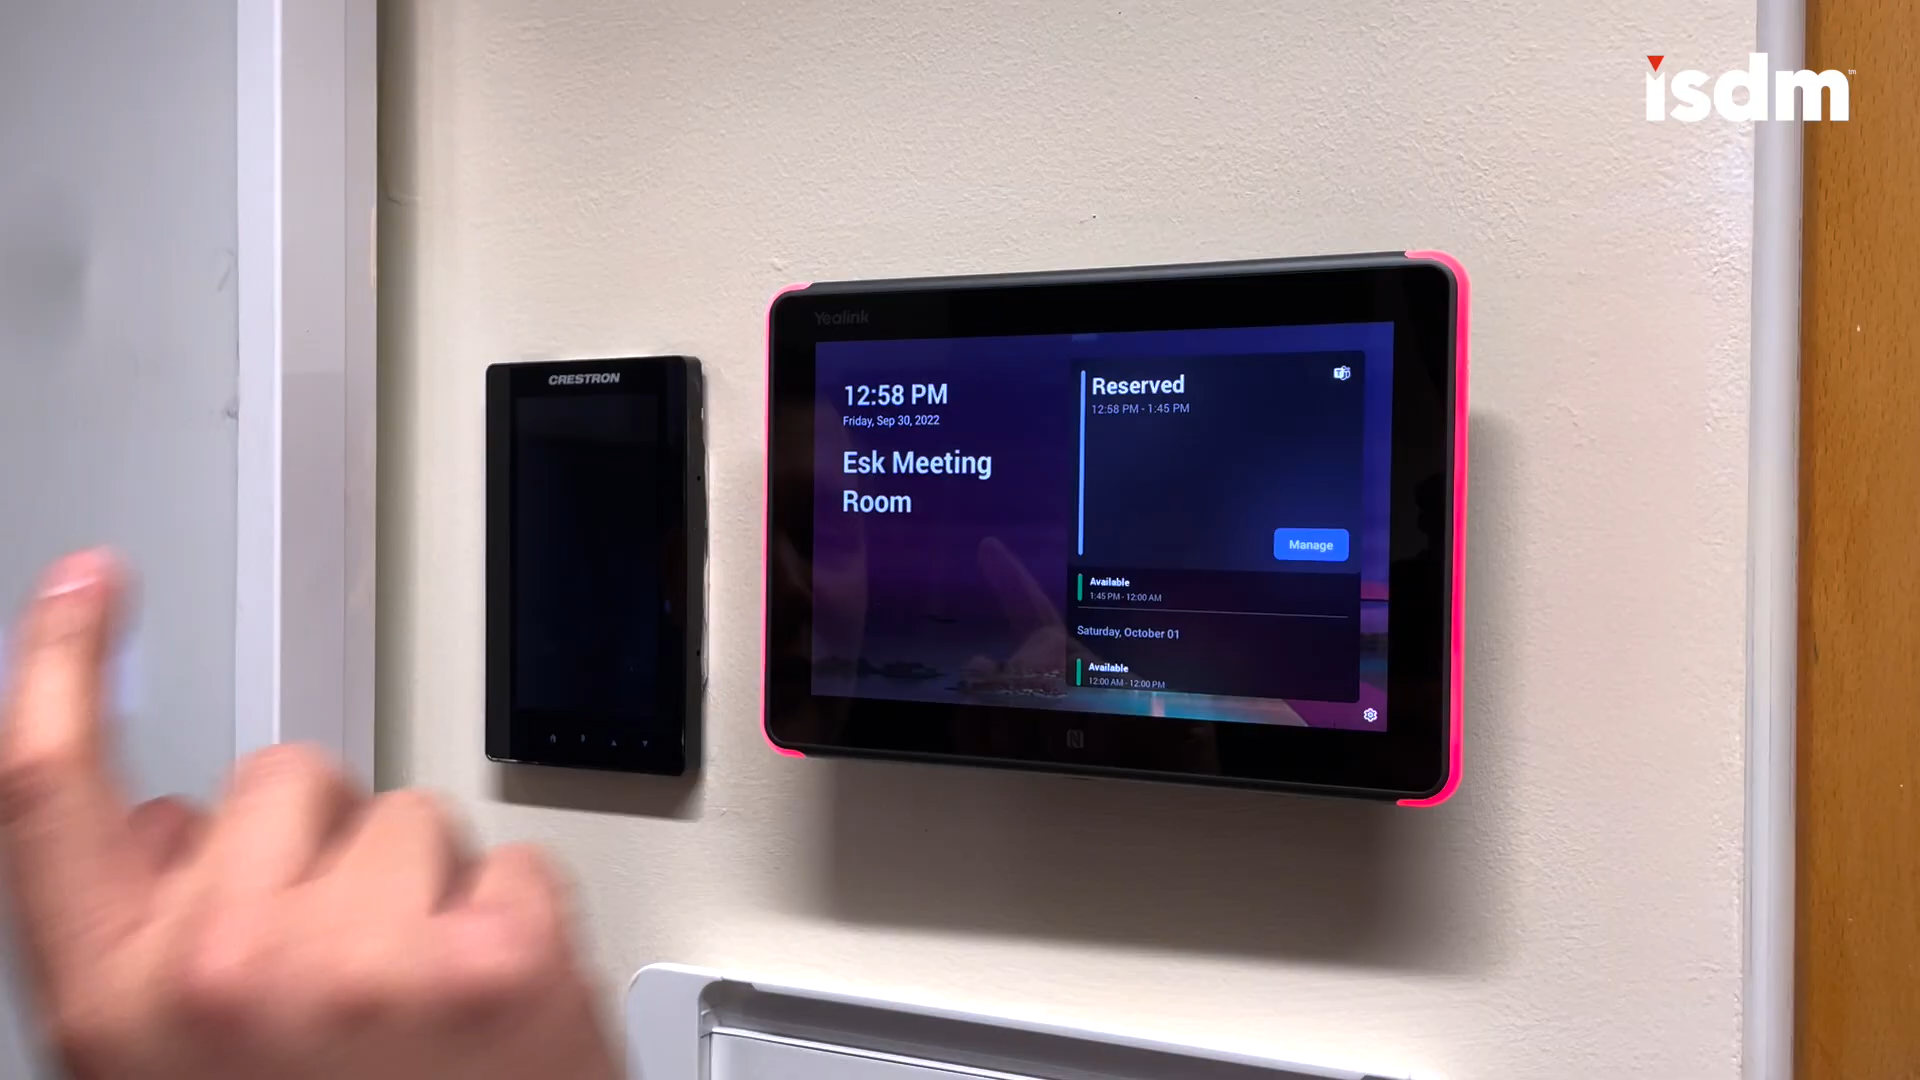 isdm™
CRESTRON
Yealink
12:58 PM
Friday, Sep 30, 2022
Esk Meeting
Room
Reserved
12:58 PM - 1:45 PM
Manage
Available
1:45 PM - 12:00 AM
Saturday, October 01
Available
12:00 AM - 12:00 PM